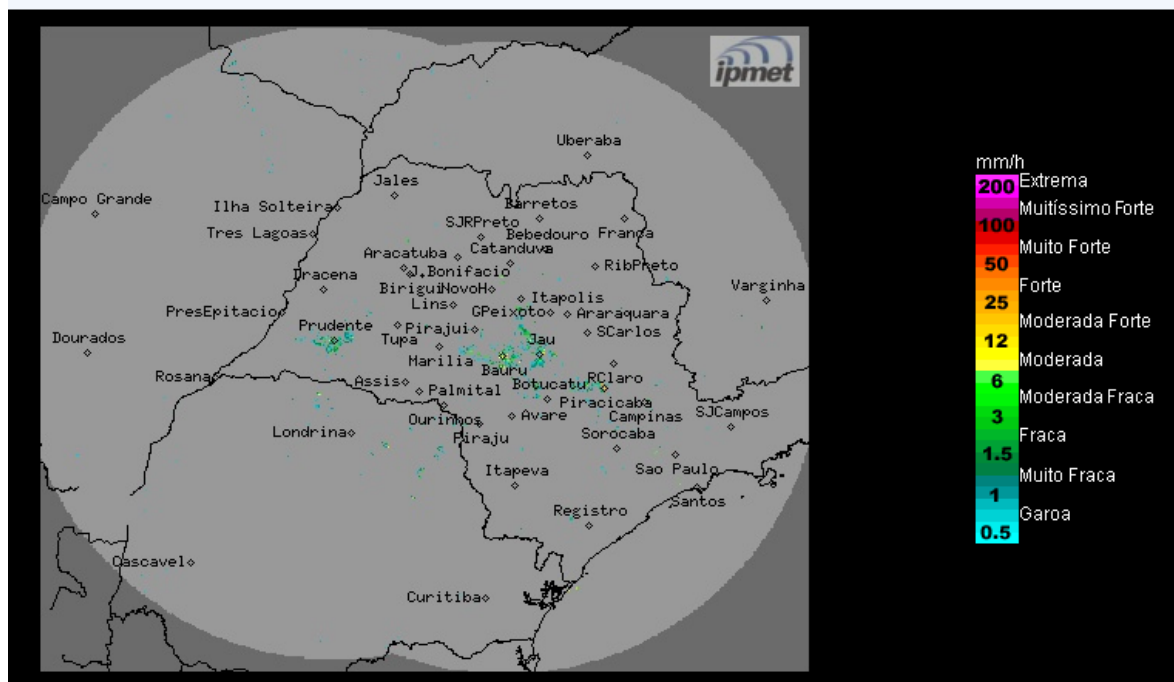 ipmet
Uberaba
Jales
Campo Grande
Ilha Solteira
Barretos
SJRPreto
Tres Lagoas
Bebedouro
Franca
Catanduva
Aracatuba
J.Bonifacio
RibPreto
Dracena
Birigui
NovoH
Varginha
Lins
Itapolis
PresEpitacio
GPeixoto
Araraquara
Prudente
Pirajui
SCarlos
Dourados
Tupa
Jau
Marilia
Bauru
Rosana
Assis
Botucatu
RClaro
Palmital
Piracicaba
Ourinhos
Avare
Campinas
SJCampos
Londrina
Piraju
Sorocaba
Itapeva
Sao Paulo
Santos
Registro
Cascavel
Curitiba
mm/h
200 Extrema
Muitíssimo Forte
100
Muito Forte
50
Forte
25
Moderada Forte
12
Moderada
6
Moderada Fraca
3
Fraca
1.5
Muito Fraca
1
Garoa
0.5